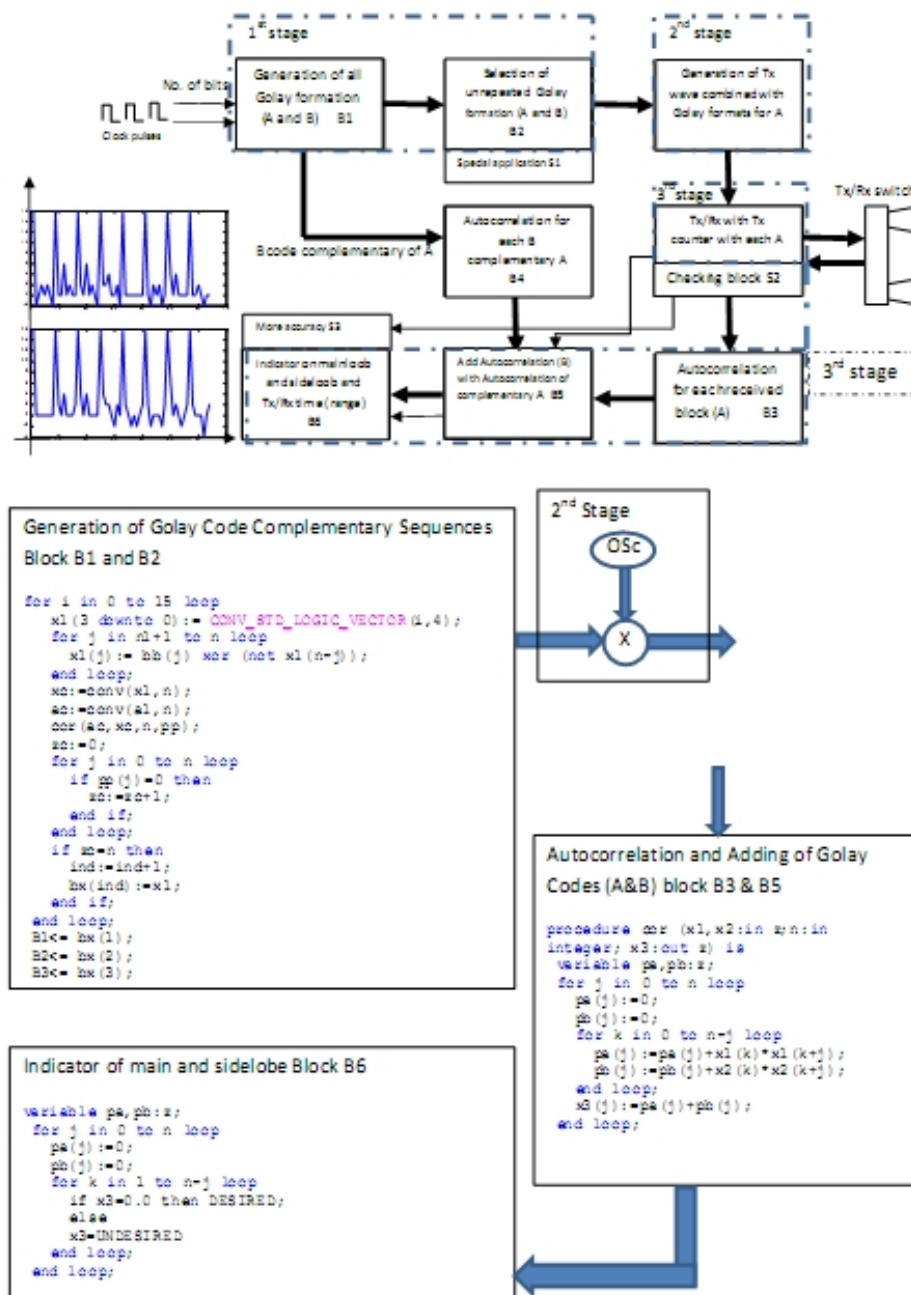 1st stage
2nd stage
No. of bits
Clock pulses
Generation of all
Golay formation
(A and B) B1
Selection of
unrepeated Golay
formation (A and B)
B2
Special application S1
Generation of Tx
wave combined with
Golay formats for A
3rd stage
Tx/Rx switch
Tx/Rx with Tx
counter with each A
Checking block S2
Bcode complementary of A
Autocorrelation for
each B
complementary A
B4
More accuracy S3
Indicator on main loob
and sideloob and
Tx/Rx time (range)
B6
Add Autocorrelation (B)
with Autocorrelation of
complementary A B5
Autocorrelation
for each received
block (A) B3
3rd stage
Generation of Golay Code Complementary Sequences
Block B1 and B2
for i in 0 to 15 loop
x1(3 downto 0):= CONV_STD_LOGIC_VECTOR(i,4);
for j in n1+1 to n loop
x1(j):= bb(j) xor (not x1(n-j));
end loop;
xc:=conv(x1,n);
ac:=conv(a1,n);
cor(ac,xc,n,pp);
zc:=0;
for j in 0 to n loop
if pp(j)=0 then
zc:=zc+1;
end if;
end loop;
if zc=n then
ind:=ind+1;
bx(ind):=x1;
end if;
end loop;
B1<= bx(1);
B2<= bx(2);
B3<= bx(3);
2nd Stage
OSc
X
Autocorrelation and Adding of Golay
Codes (A&B) block B3 & B5
procedure cor (x1,x2:in z;n:in
integer; x3:out z) is
variable pa,pb:z;
for j in 0 to n loop
pa(j):=0;
pb(j):=0;
for k in 0 to n-j loop
pa(j):=pa(j)+x1(k)*x1(k+j);
pb(j):=pb(j)+x2(k)*x2(k+j);
end loop;
x3(j):=pa(j)+pb(j);
end loop;
Indicator of main and sidelobe Block B6
variable pa,pb:z;
for j in 0 to n loop
pa(j):=0;
pb(j):=0;
for k in 1 to n-j loop
if x3=0.0 then DESIRED;
else
x3=UNDESIRED
end loop;
end loop;